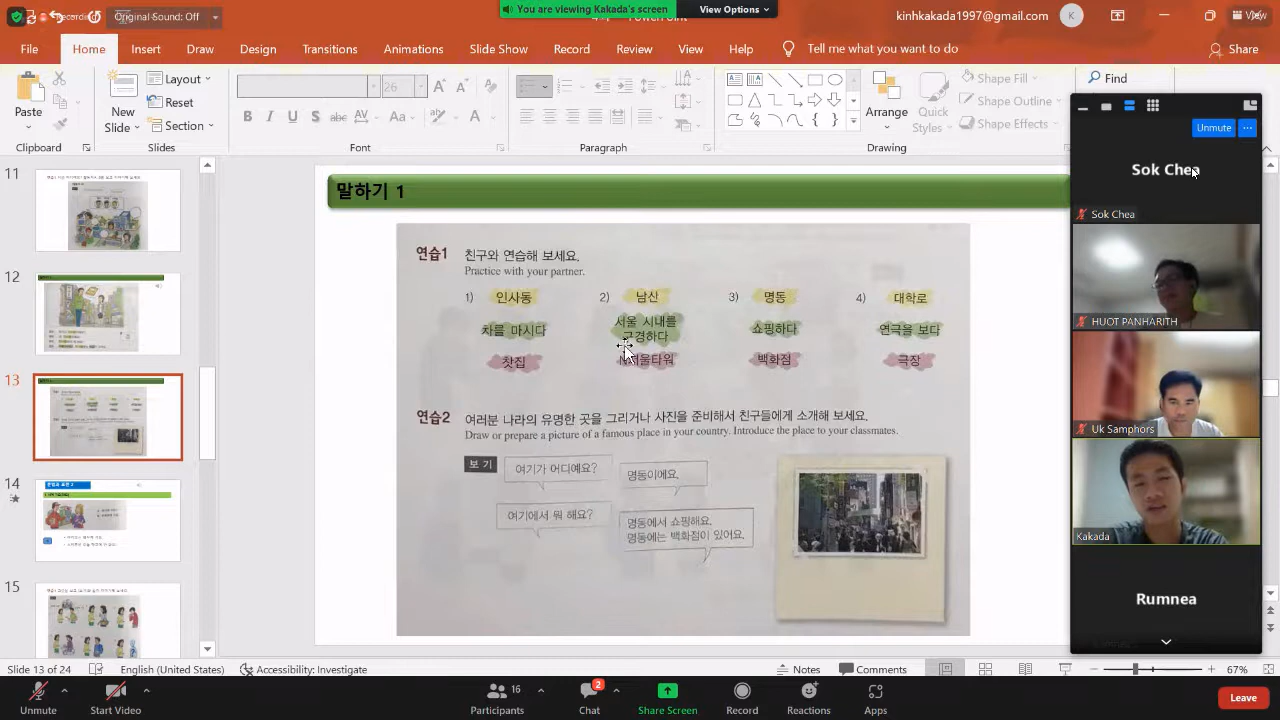 Recording
Original Sound: Off
You are viewing Kakada's screen
View Options
kinhkakada1997@gmail.com
K
View
File Home Insert Draw Design Transitions Animations Slide Show Record Review View Help Tell me what you want to do Share
Paste
New Slide
Layout
Reset
Section
26
Arrange
Quick Styles
Shape Fill
Shape Outline
Shape Effects
Find
Clipboard Slides Font Paragraph Drawing
11
12
13
14
15
말하기 1
연습1 친구와 연습해 보세요.
Practice with your partner.
1) 인사동 2) 남산 3) 명동 4) 대학로
차를 마시다 서울 시내를 구경하다 쇼핑하다 연극을 보다
찻집 서울타워 백화점 극장
연습2 여러분 나라의 유명한 곳을 그리거나 사진을 준비해서 친구들에게 소개해 보세요.
Draw or prepare a picture of a famous place in your country. Introduce the place to your classmates.
보 기 여기가 어디예요? 명동이에요.
여기에서 뭐 해요? 명동에서 쇼핑해요.
명동에는 백화점이 있어요.
Unmute
Sok Chea
Sok Chea
HUOT PANHARITH
Uk Samphors
Kakada
Rumnea
Slide 13 of 24 English (United States) Accessibility: Investigate Notes Comments 67%
Unmute Start Video Participants 16 Chat 2 Share Screen Record Reactions Apps Leave